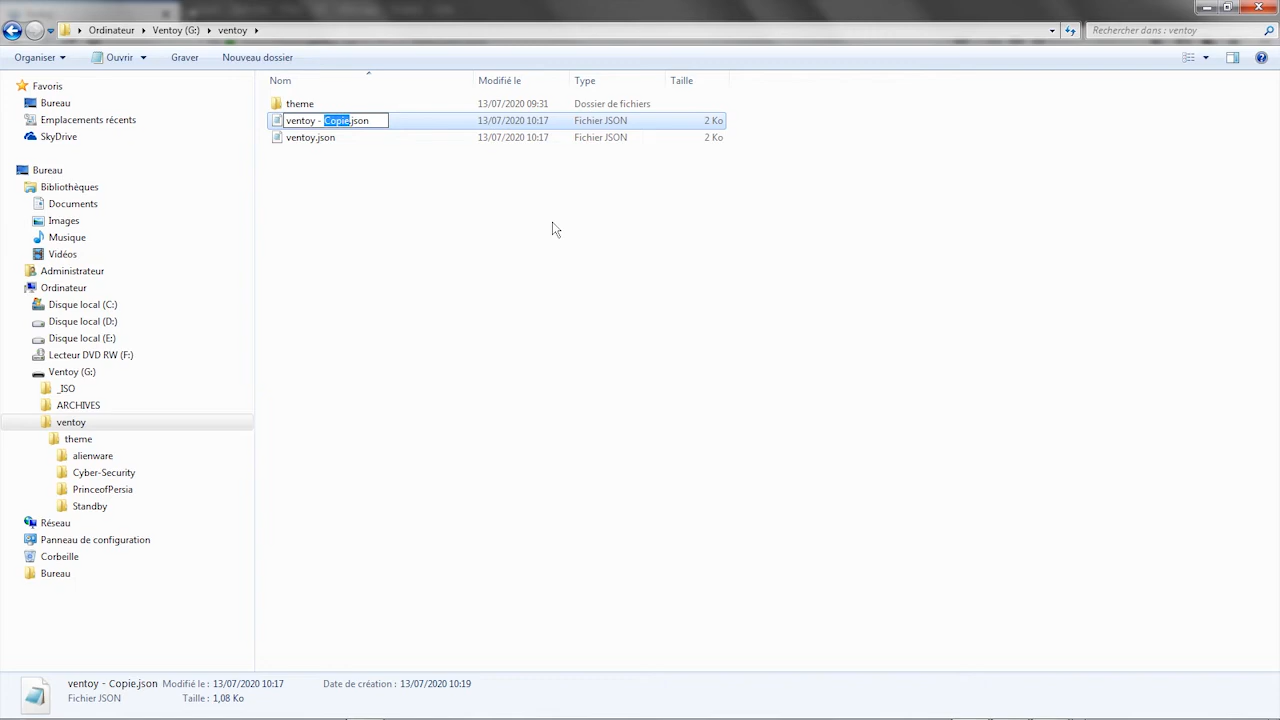 Ordinateur Ventoy (G:) ventoy
Rechercher dans : ventoy
Organiser Ouvrir Graver Nouveau dossier
Nom Modifié le Type Taille
theme 13/07/2020 09:31 Dossier de fichiers
ventoy - Copie.json 13/07/2020 10:17 Fichier JSON 2 Ko
ventoy.json 13/07/2020 10:17 Fichier JSON 2 Ko
Favoris
Bureau
Emplacements récents
SkyDrive
Bureau
Bibliothèques
Documents
Images
Musique
Vidéos
Administrateur
Ordinateur
Disque local (C:)
Disque local (D:)
Disque local (E:)
Lecteur DVD RW (F:)
Ventoy (G:)
_ISO
ARCHIVES
ventoy
theme
alienware
Cyber-Security
PrinceofPersia
Standby
Réseau
Panneau de configuration
Corbeille
Bureau
ventoy - Copie.json Modifié le : 13/07/2020 10:17 Date de création : 13/07/2020 10:19
Fichier JSON Taille : 1,08 Ko